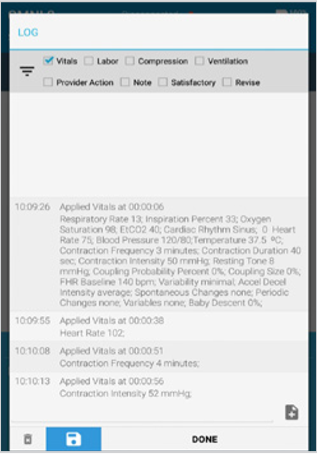 LOG
Vitals Labor Compression Ventilation
Provider Action Note Satisfactory Revise
10:09:26 Applied Vitals at 00:00:06
Respiratory Rate 13; Inspiration Percent 33; Oxygen
Saturation 98; EtCO2 40; Cardiac Rhythm Sinus; 0 Heart
Rate 75; Blood Pressure 120/80;Temperature 37.5 ºC;
Contraction Frequency 3 minutes; Contraction Duration 40
sec; Contraction Intensity 50 mmHg; Resting Tone 8
mmHg; Coupling Probability Percent 0%; Coupling Size 0%;
FHR Baseline 140 bpm; Variability minimal; Accel Decel
Intensity average; Spontaneous Changes none; Periodic
Changes none; Variables none; Baby Descent 0%;
10:09:55 Applied Vitals at 00:00:38
Heart Rate 102;
10:10:08 Applied Vitals at 00:00:51
Contraction Frequency 4 minutes;
10:10:13 Applied Vitals at 00:00:56
Contraction Intensity 52 mmHg;
DONE